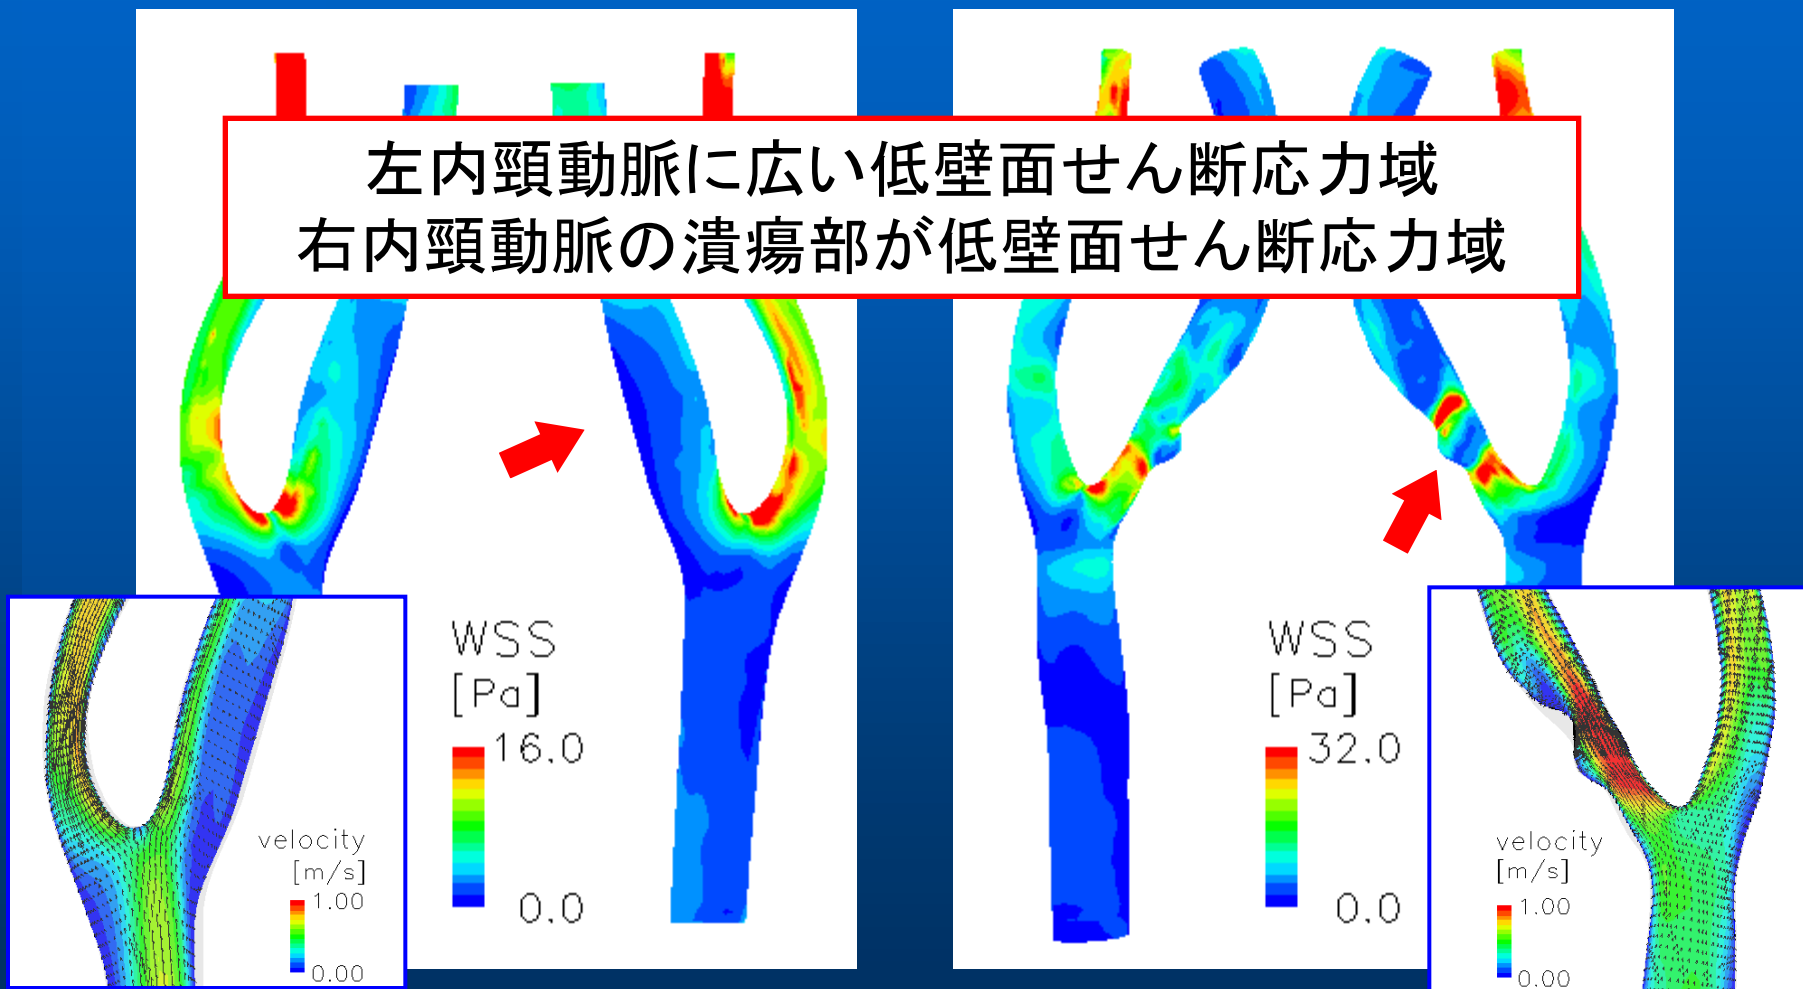 左内頸動脈に広い低壁面せん断応力域
右内頸動脈の潰瘍部が低壁面せん断応力域
WSS
[Pa]
16.0
0.0
velocity
[m/s]
1.00
0.00
WSS
[Pa]
32.0
0.0
velocity
[m/s]
1.00
0.00